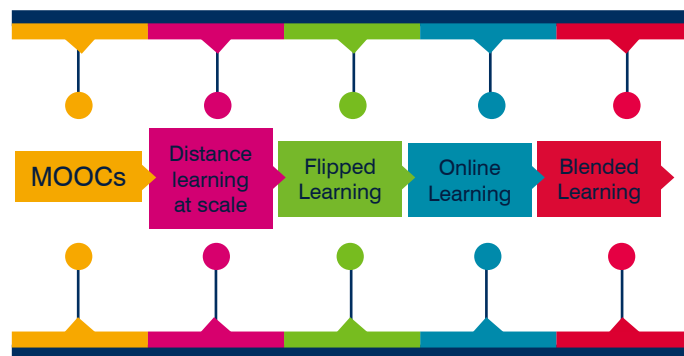 MOOCs
Distance
learning
at scale
Flipped
Learning
Online
Learning
Blended
Learning